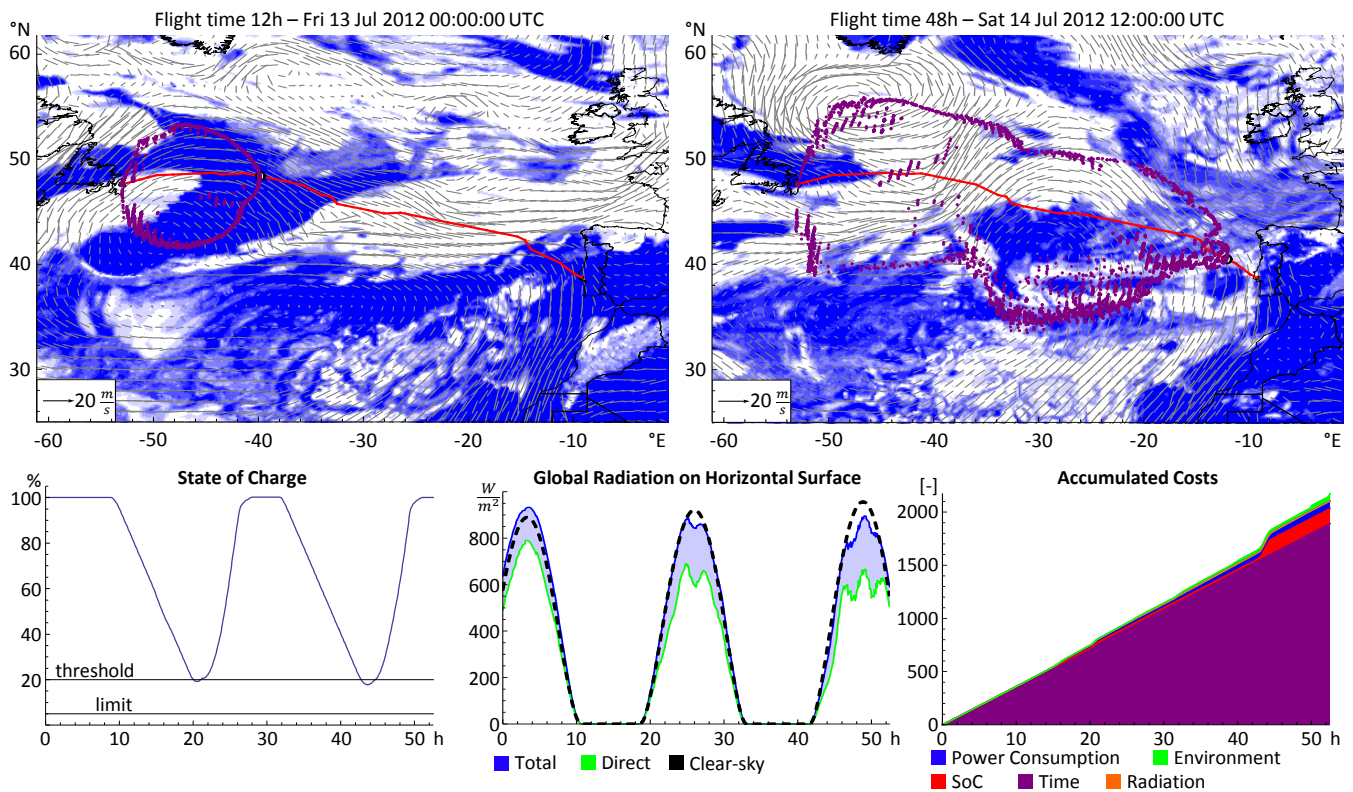 Flight time 12h – Fri 13 Jul 2012 00:00:00 UTC
°N
60
50
40
30
20 m/s
-60 -50 -40 -30 -20 -10 °E
Flight time 48h – Sat 14 Jul 2012 12:00:00 UTC
°N
60
50
40
30
20 m/s
-60 -50 -40 -30 -20 -10 °E
State of Charge
%
100
80
60
40
20
threshold
limit
0 10 20 30 40 50 h
Global Radiation on Horizontal Surface
W/m²
800
600
400
200
0
0 10 20 30 40 50 h
Total Direct Clear-sky
Accumulated Costs
[-]
2000
1500
1000
500
0
0 10 20 30 40 50 h
Power Consumption Environment
SoC Time Radiation